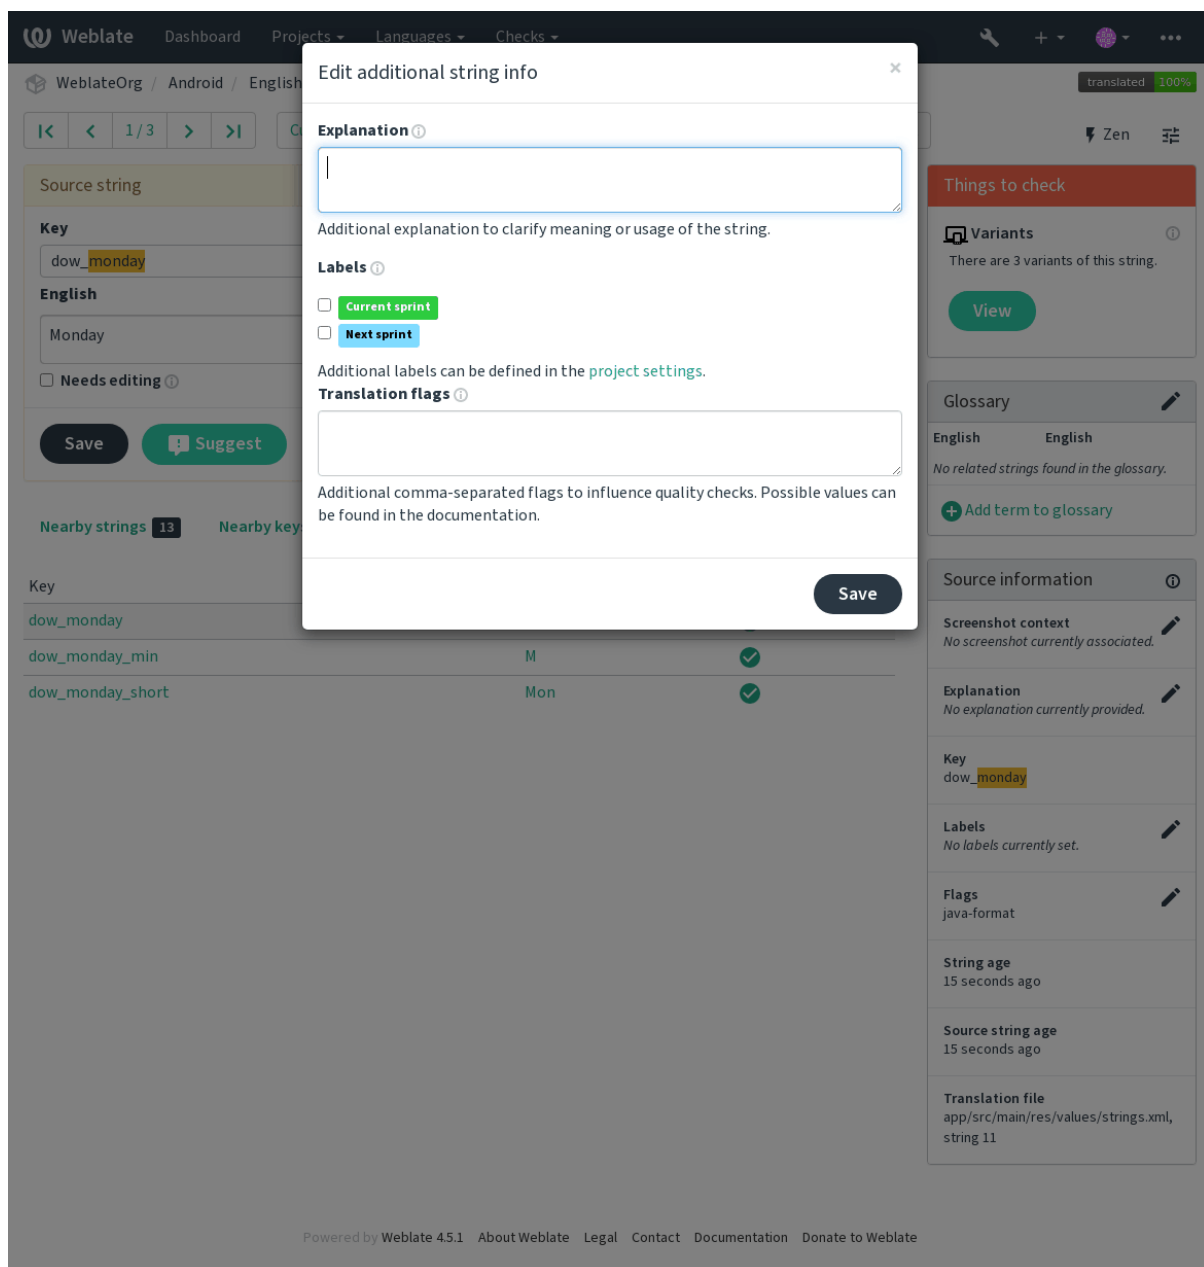 Weblate Dashboard Projects Languages Checks
WeblateOrg / Android / English
translated 100%
1 / 3
Zen
Source string
Key
dow_monday
English
Monday
Needs editing
Save Suggest
Nearby strings 13
Nearby
Key
dow_monday
dow_monday_min M
dow_monday_short Mon
Edit additional string info
×
Explanation
Additional explanation to clarify meaning or usage of the string.
Labels
Current sprint
Next sprint
Additional labels can be defined in the project settings.
Translation flags
Additional comma-separated flags to influence quality checks. Possible values can
be found in the documentation.
Save
Things to check
Variants
There are 3 variants of this string.
View
Glossary
English English
No related strings found in the glossary.
Add term to glossary
Source information
Screenshot context
No screenshot currently associated.
Explanation
No explanation currently provided.
Key
dow_monday
Labels
No labels currently set.
Flags
java-format
String age
15 seconds ago
Source string age
15 seconds ago
Translation file
app/src/main/res/values/strings.xml,
string 11
Powered by Weblate 4.5.1 About Weblate Legal Contact Documentation Donate to Weblate